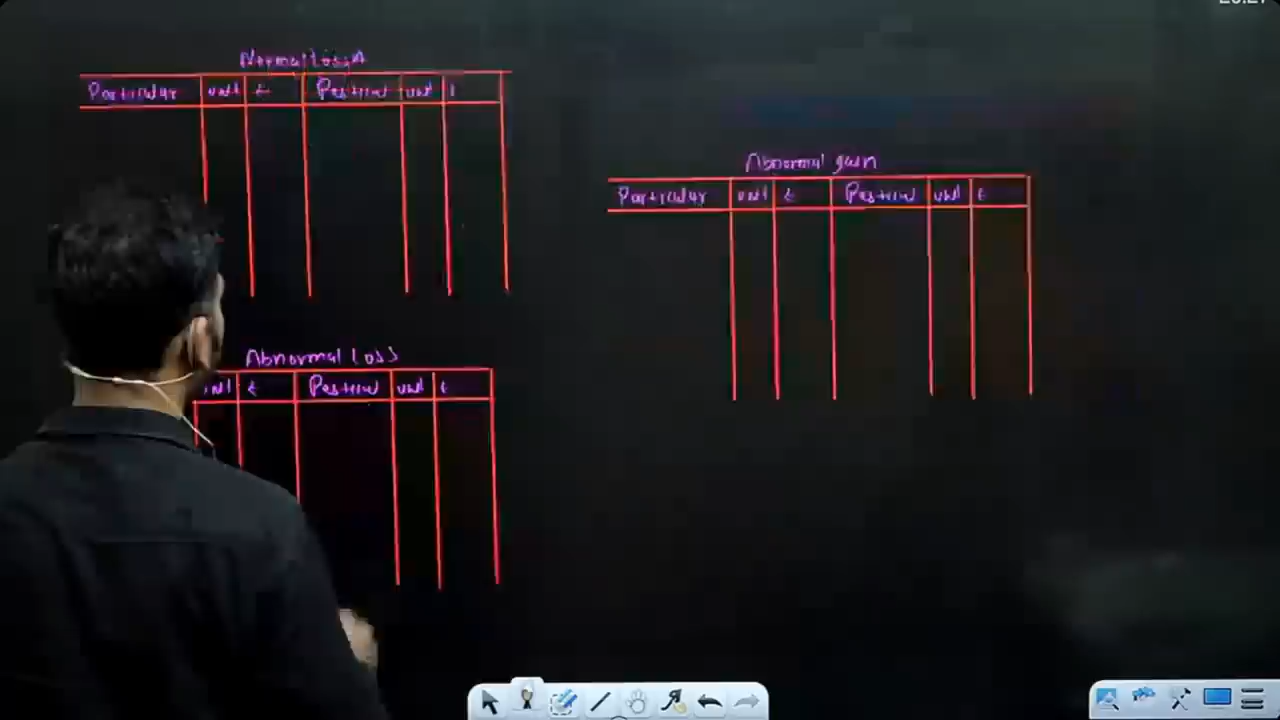 Normal Loss A
Particular unit ₹ Particular unit ₹
Abnormal gain
Particular unit ₹ Particular unit ₹
Abnormal Loss
unit ₹ Particular unit ₹